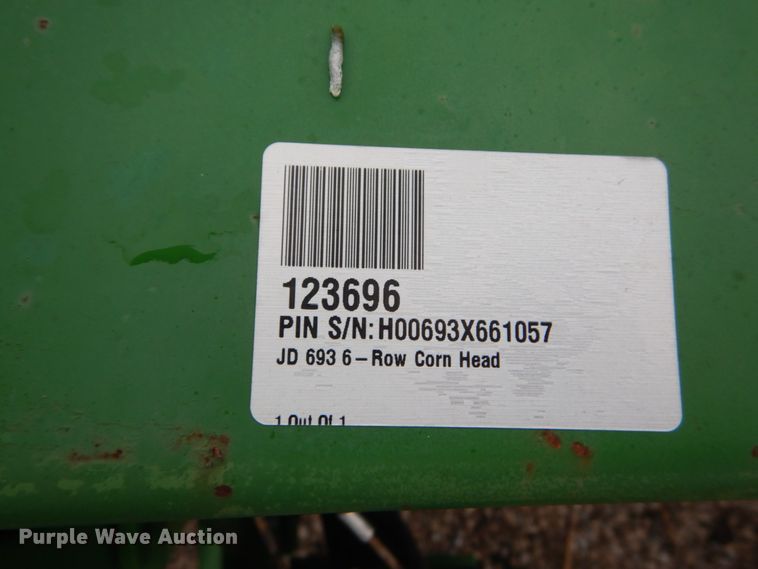 123696
PIN S/N: H00693X661057
JD 693 6-Row Corn Head
1 Out Of 1
Purple Wave Auction®